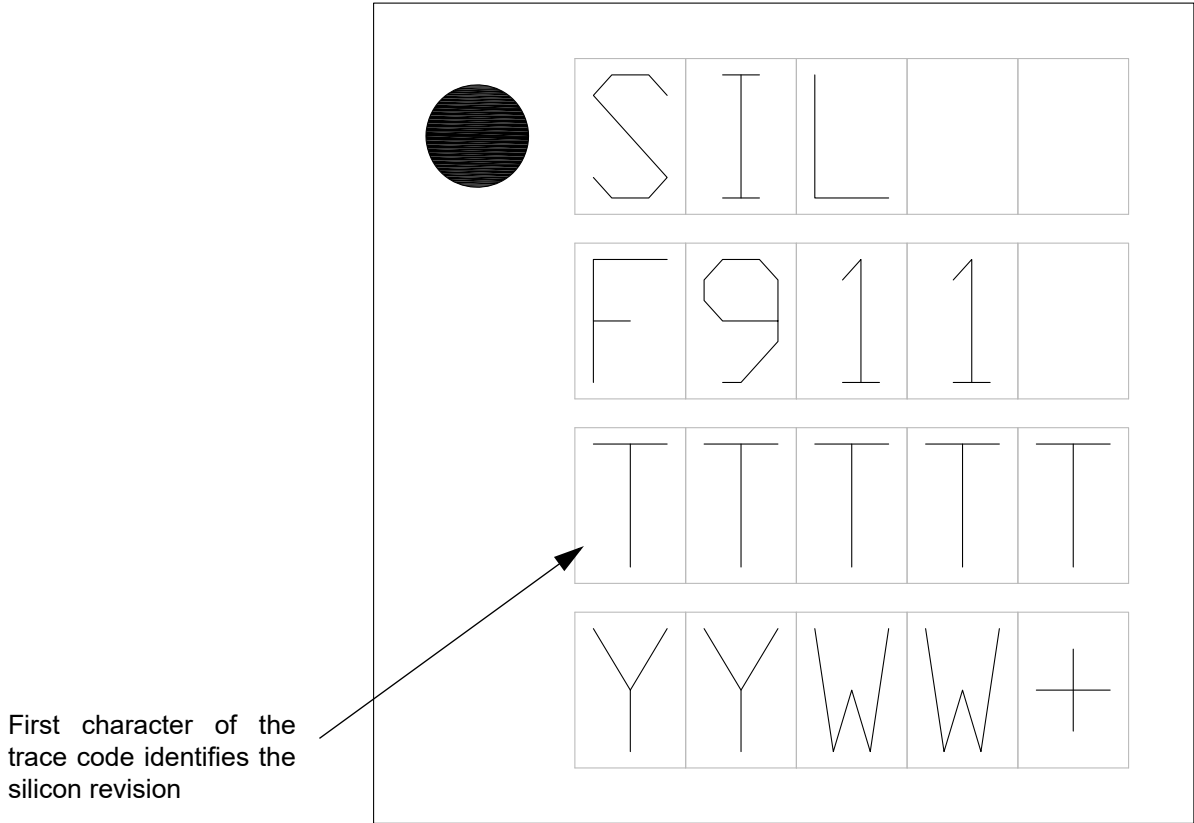 SIL
F911
TTTTT
YYWW+
First character of the
trace code identifies the
silicon revision